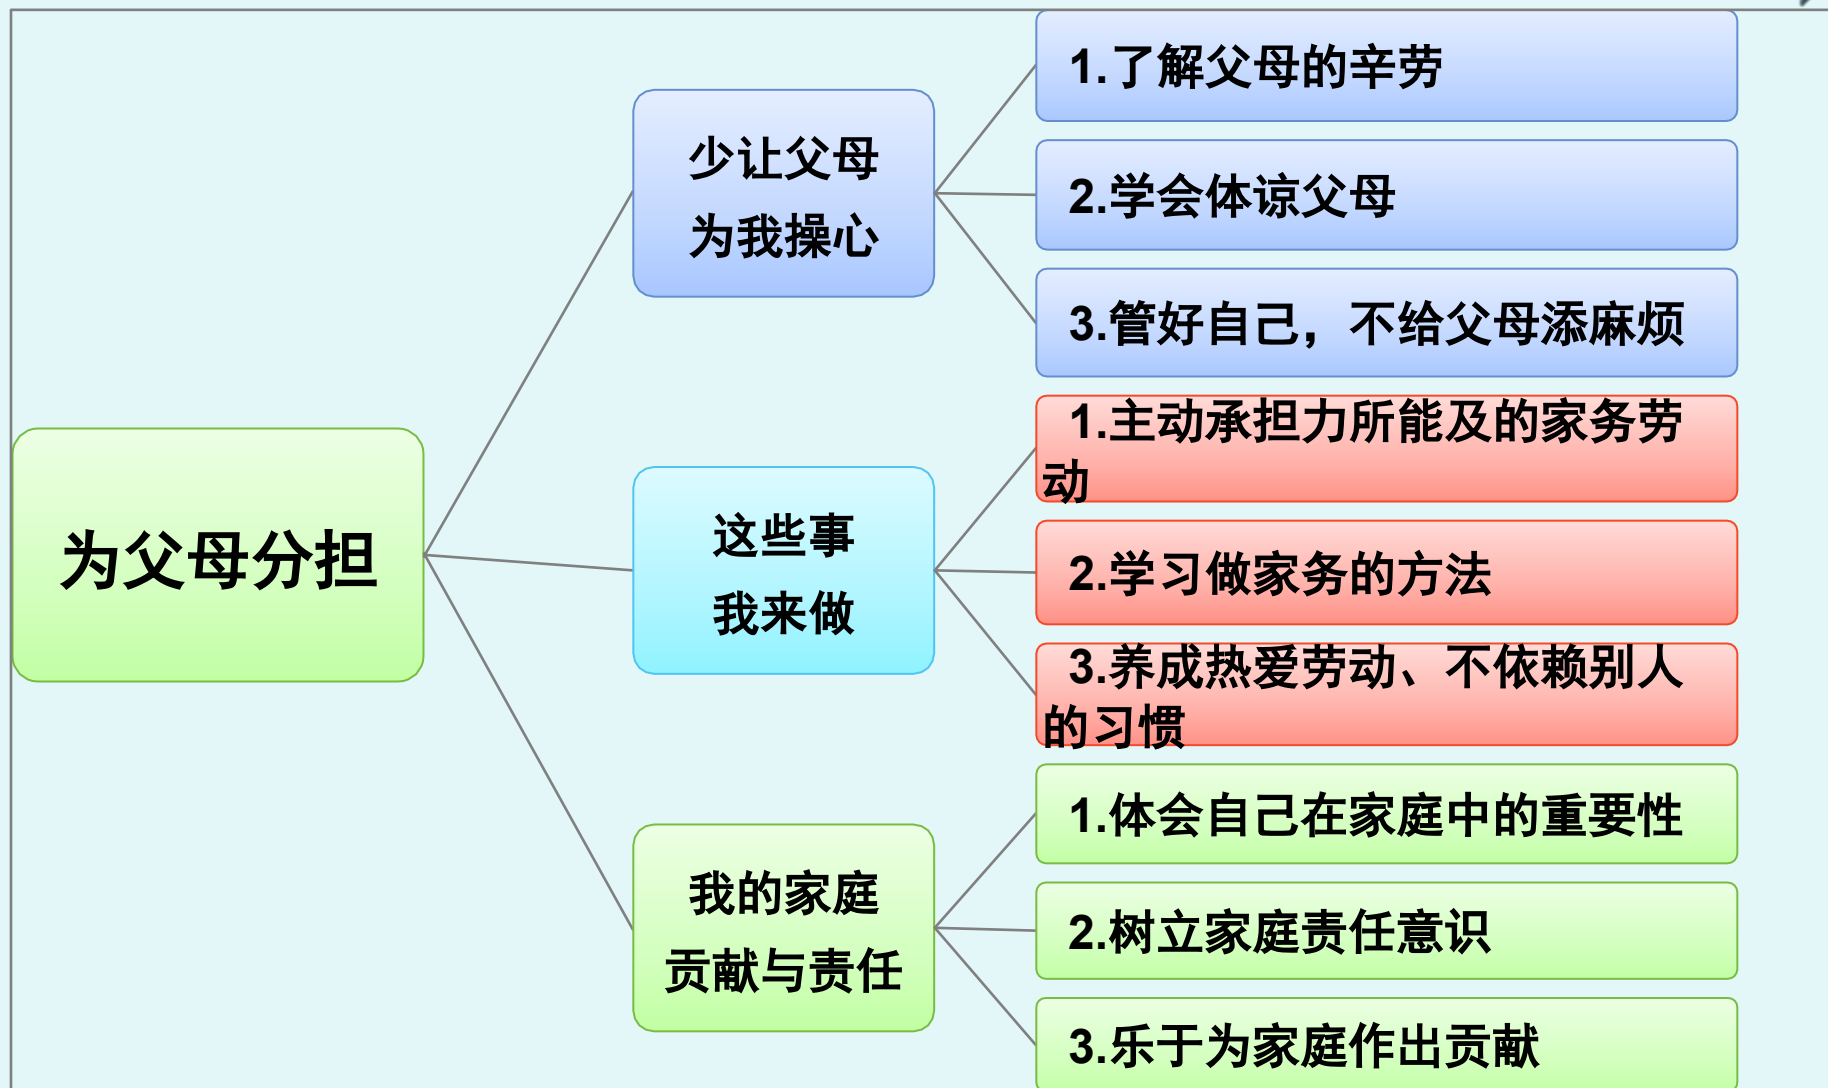 为父母分担
少让父母
为我操心
1.了解父母的辛劳
2.学会体谅父母
3.管好自己，不给父母添麻烦
这些事
我来做
1.主动承担力所能及的家务劳
动
2.学习做家务的方法
3.养成热爱劳动、不依赖别人
的习惯
我的家庭
贡献与责任
1.体会自己在家庭中的重要性
2.树立家庭责任意识
3.乐于为家庭作出贡献